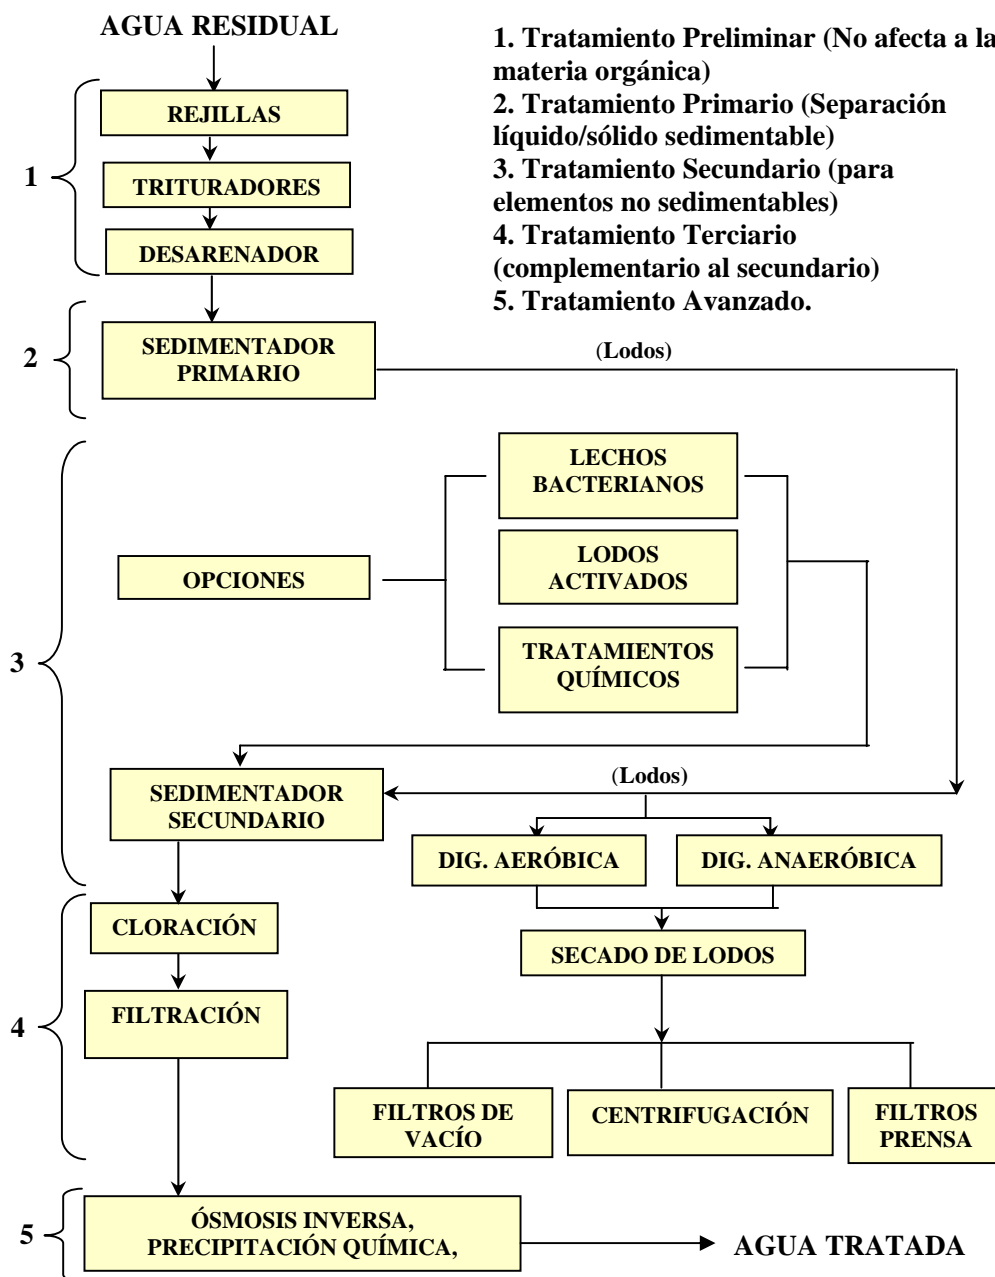 AGUA RESIDUAL
1. Tratamiento Preliminar (No afecta a la
materia orgánica)
2. Tratamiento Primario (Separación
líquido/sólido sedimentable)
3. Tratamiento Secundario (para
elementos no sedimentables)
4. Tratamiento Terciario
(complementario al secundario)
5. Tratamiento Avanzado.
1
REJILLAS
TRITURADORES
DESARENADOR
2
SEDIMENTADOR
PRIMARIO
(Lodos)
3
OPCIONES
LECHOS
BACTERIANOS
LODOS
ACTIVADOS
TRATAMIENTOS
QUÍMICOS
SEDIMENTADOR
SECUNDARIO
(Lodos)
DIG. AERÓBICA
DIG. ANAERÓBICA
SECADO DE LODOS
FILTROS DE
VACÍO
CENTRIFUGACIÓN
FILTROS
PRENSA
4
CLORACIÓN
FILTRACIÓN
5
ÓSMOSIS INVERSA,
PRECIPITACIÓN QUÍMICA,
AGUA TRATADA